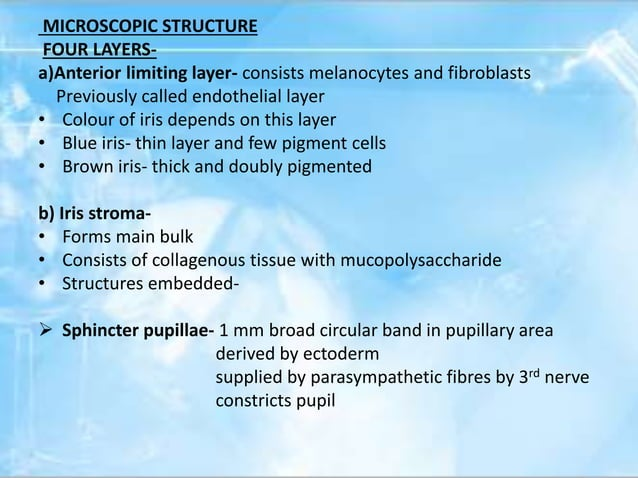 MICROSCOPIC STRUCTURE
FOUR LAYERS-
a)Anterior limiting layer- consists melanocytes and fibroblasts
Previously called endothelial layer
• Colour of iris depends on this layer
• Blue iris- thin layer and few pigment cells
• Brown iris- thick and doubly pigmented
b) Iris stroma-
• Forms main bulk
• Consists of collagenous tissue with mucopolysaccharide
• Structures embedded-
➢ Sphincter pupillae- 1 mm broad circular band in pupillary area
derived by ectoderm
supplied by parasympathetic fibres by 3rd nerve
constricts pupil